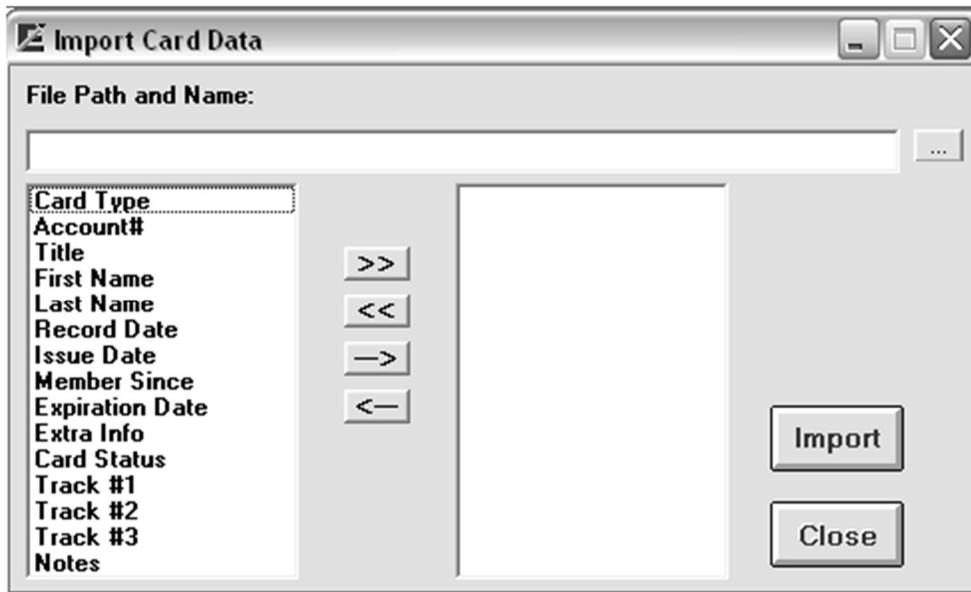 Import Card Data
File Path and Name:
...
Card Type
Account#
Title
First Name
Last Name
Record Date
Issue Date
Member Since
Expiration Date
Extra Info
Card Status
Track #1
Track #2
Track #3
Notes
>>
<<
—>
<—
Import
Close